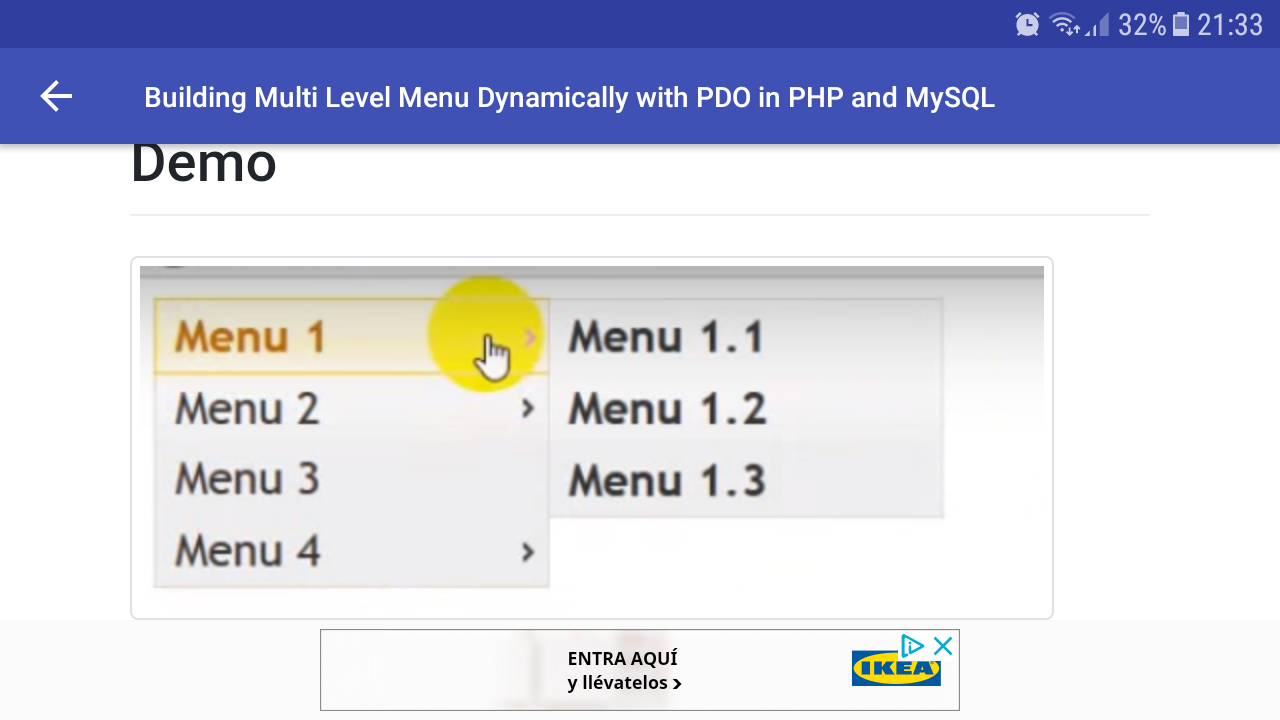 32% 21:33
Building Multi Level Menu Dynamically with PDO in PHP and MySQL
Demo
Menu 1
Menu 1.1
Menu 2
Menu 1.2
Menu 3
Menu 1.3
Menu 4
ENTRA AQUÍ
y llévatelos
IKEA